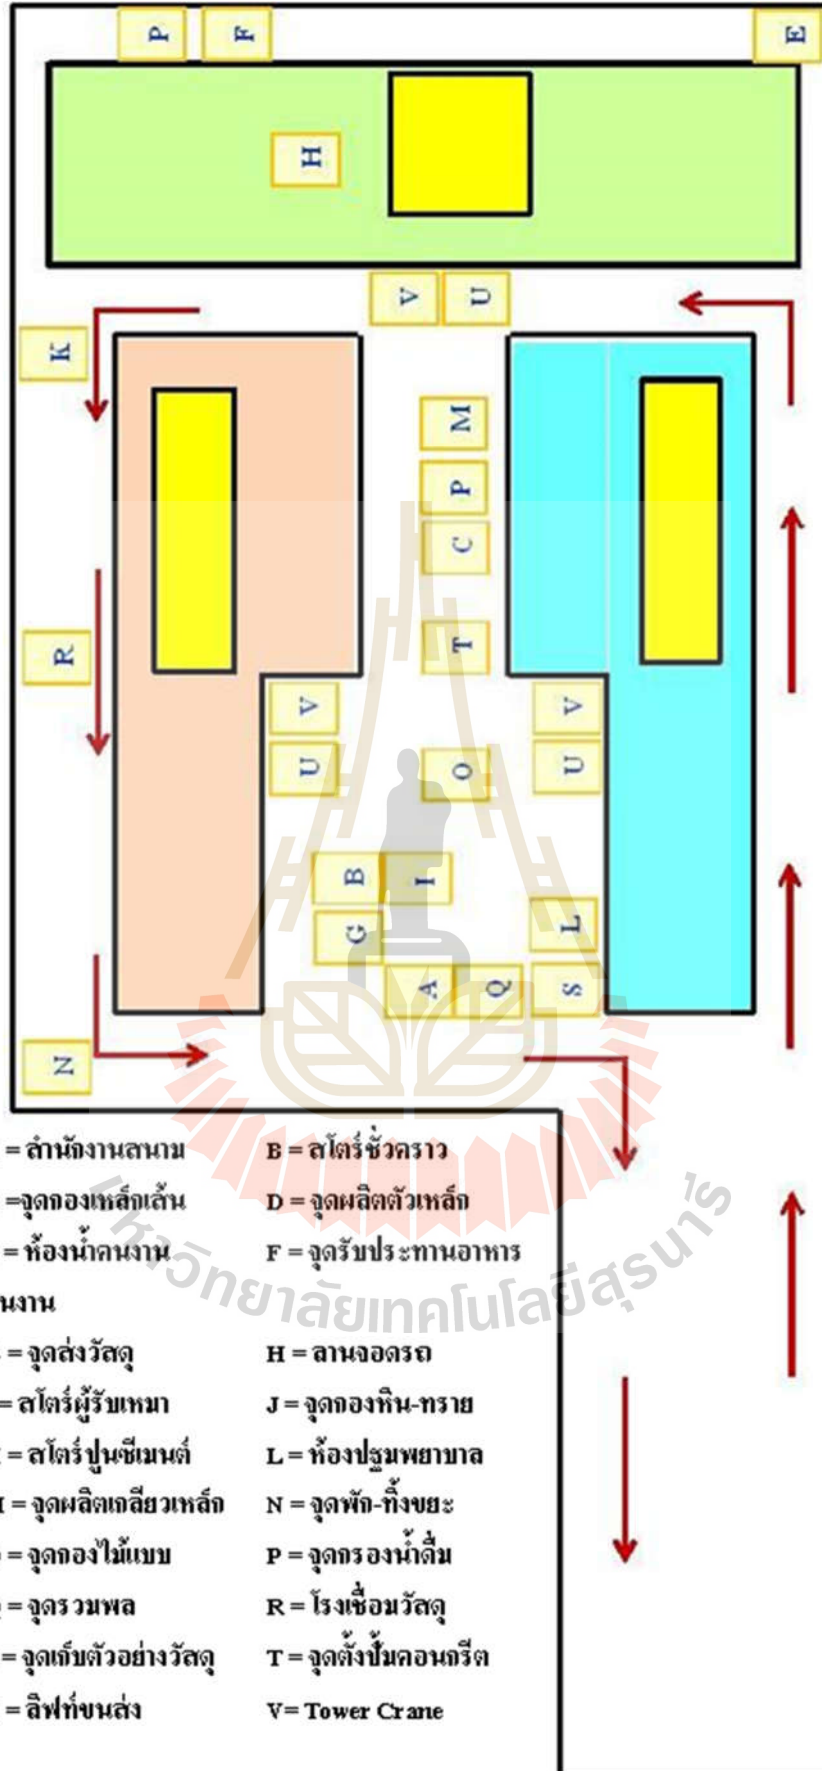 P F E
H
V U
K
M
P
C
R T
V V
U O U
B I
G L
A Q S
N
= สำนักงานสนาม B = สโตร์ชั่วคราว
=จุดกองเหล็กเส้น D = จุดผลิตตัวเหล็ก
= ห้องน้ำคนงาน F = จุดรับประทานอาหาร
นงาน
= จุดส่งวัสดุ H = ลานจอดรถ
= สโตร์ผู้รับเหมา J = จุดกองหิน-ทราย
= สโตร์ปูนซีเมนต์ L = ห้องปฐมพยาบาล
= จุดผลิตเกลียวเหล็ก N = จุดพัก-ทิ้งขยะ
= จุดกองไม้แบบ P = จุดกรองน้ำดื่ม
= จุดรวมพล R = โรงเชื่อมวัสดุ
= จุดเก็บตัวอย่างวัสดุ T = จุดตั้งปั้มคอนกรีต
= ลิฟท์ขนส่ง V= Tower Crane
หาวิทยาลัยเทคโนโลยีสุรนาร